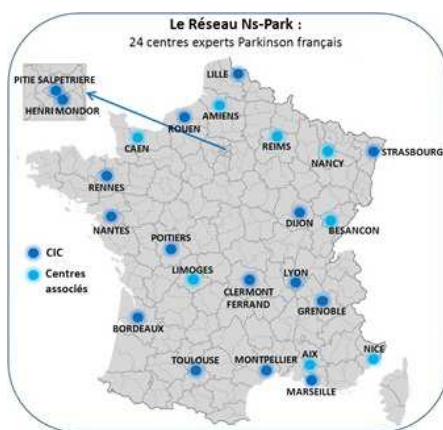 Le Réseau Ns-Park :
24 centres experts Parkinson français
PITIE SALPETRIERE
HENRI MONDOR
LILLE
AMIENS
ROUEN
CAEN
REIMS
NANCY
STRASBOURG
RENNES
NANTES
DIJON
BESANCON
POITIERS
CIC
Centres
associés
LIMOGES
CLERMONT
FERRAND
LYON
GRENOBLE
BORDEAUX
TOULOUSE
MONTPELLIER
AIX
NICE
MARSEILLE